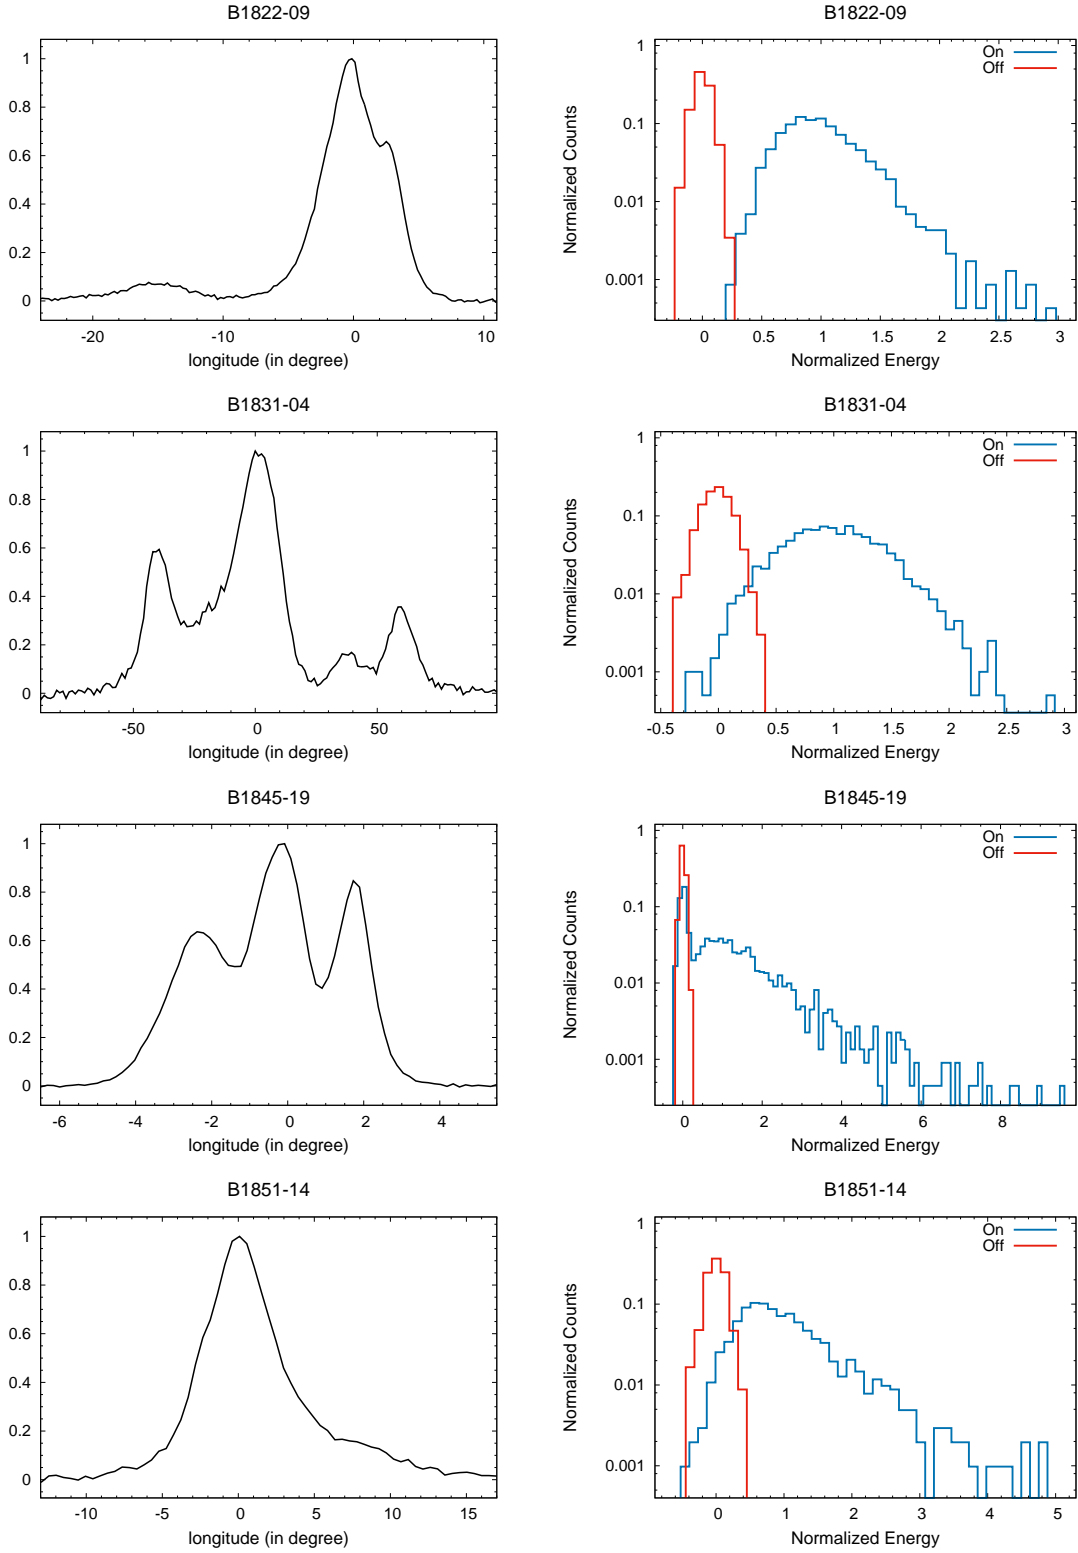 B1822-09
1
0.8
0.6
0.4
0.2
0
-20 -10 0 10
longitude (in degree)
B1822-09
On
Off
1
0.1
0.01
0.001
Normalized Counts
0 0.5 1 1.5 2 2.5 3
Normalized Energy
B1831-04
1
0.8
0.6
0.4
0.2
0
-50 0 50
longitude (in degree)
B1831-04
On
Off
1
0.1
0.01
0.001
Normalized Counts
-0.5 0 0.5 1 1.5 2 2.5 3
Normalized Energy
B1845-19
1
0.8
0.6
0.4
0.2
0
-6 -4 -2 0 2 4
longitude (in degree)
B1845-19
On
Off
1
0.1
0.01
0.001
Normalized Counts
0 2 4 6 8
Normalized Energy
B1851-14
1
0.8
0.6
0.4
0.2
0
-10 -5 0 5 10 15
longitude (in degree)
B1851-14
On
Off
1
0.1
0.01
0.001
Normalized Counts
0 1 2 3 4 5
Normalized Energy